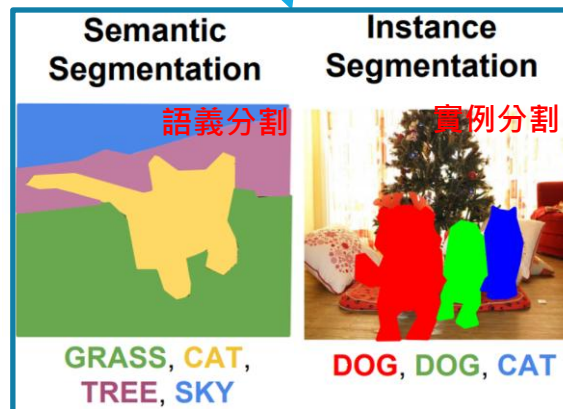 Semantic
Segmentation
語義分割
GRASS, CAT,
TREE, SKY
Instance
Segmentation
實例分割
DOG, DOG, CAT